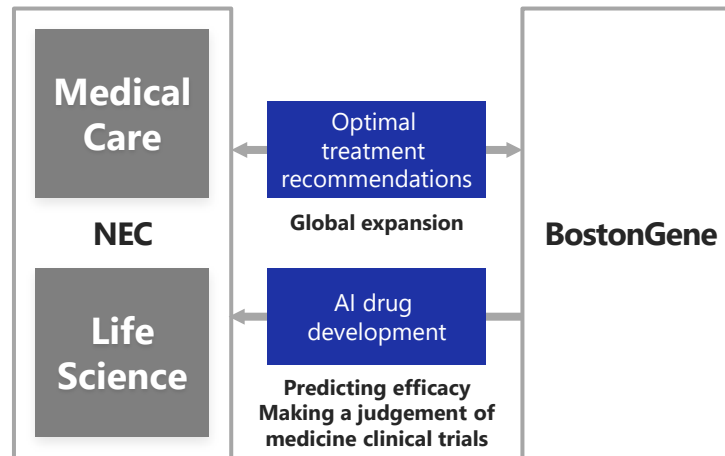 Medical
Care
Optimal
treatment
recommendations
Global expansion
NEC
BostonGene
Life
Science
AI drug
development
Predicting efficacy
Making a judgement of
medicine clinical trials